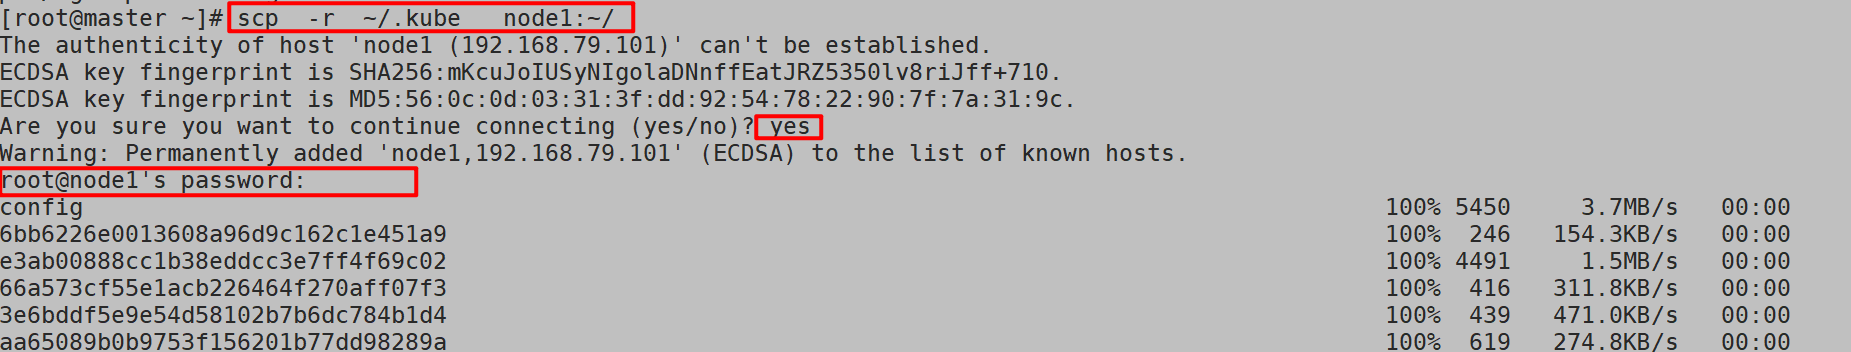 [root@master ~]# scp  -r  ~/.kube   node1:~/
The authenticity of host 'node1 (192.168.79.101)' can't be established.
ECDSA key fingerprint is SHA256:mKcuJoIUSyNIgolaDNnffEatJRZ5350lv8riJff+710.
ECDSA key fingerprint is MD5:56:0c:0d:03:31:3f:dd:92:54:78:22:90:7f:7a:31:9c.
Are you sure you want to continue connecting (yes/no)? yes
Warning: Permanently added 'node1,192.168.79.101' (ECDSA) to the list of known hosts.
root@node1's password:
config 100% 5450 3.7MB/s 00:00
6bb6226e0013608a96d9c162c1e451a9 100% 246 154.3KB/s 00:00
e3ab00888cc1b38eddcc3e7ff4f69c02 100% 4491 1.5MB/s 00:00
66a573cf55e1acb226464f270aff07f3 100% 416 311.8KB/s 00:00
3e6bddf5e9e54d58102b7b6dc784b1d4 100% 439 471.0KB/s 00:00
aa65089b0b9753f156201b77dd98289a 100% 619 274.8KB/s 00:00